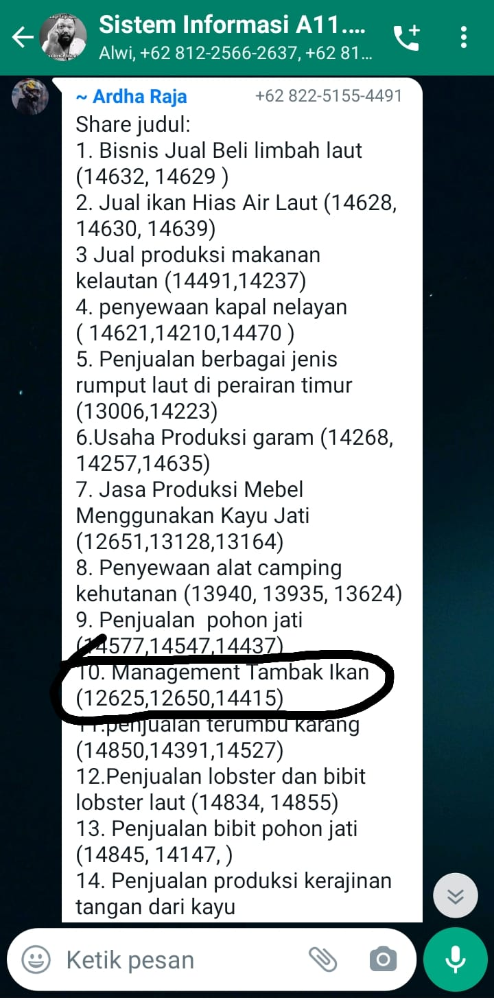 Sistem Informasi A11....
Alwi, +62 812-2566-2637, +62 81...
~ Ardha Raja +62 822-5155-4491
Share judul:
1. Bisnis Jual Beli limbah laut
(14632, 14629 )
2. Jual ikan Hias Air Laut (14628,
14630, 14639)
3 Jual produksi makanan
kelautan (14491,14237)
4. penyewaan kapal nelayan
( 14621,14210,14470 )
5. Penjualan berbagai jenis
rumput laut di perairan timur
(13006,14223)
6.Usaha Produksi garam (14268,
14257,14635)
7. Jasa Produksi Mebel
Menggunakan Kayu Jati
(12651,13128,13164)
8. Penyewaan alat camping
kehutanan (13940, 13935, 13624)
9. Penjualan  pohon jati
(14577,14547,14437)
10. Management Tambak Ikan
(12625,12650,14415)
11.penjualan terumbu karang
(14850,14391,14527)
12.Penjualan lobster dan bibit
lobster laut (14834, 14855)
13. Penjualan bibit pohon jati
(14845, 14147, )
14. Penjualan produksi kerajinan
tangan dari kayu
Ketik pesan